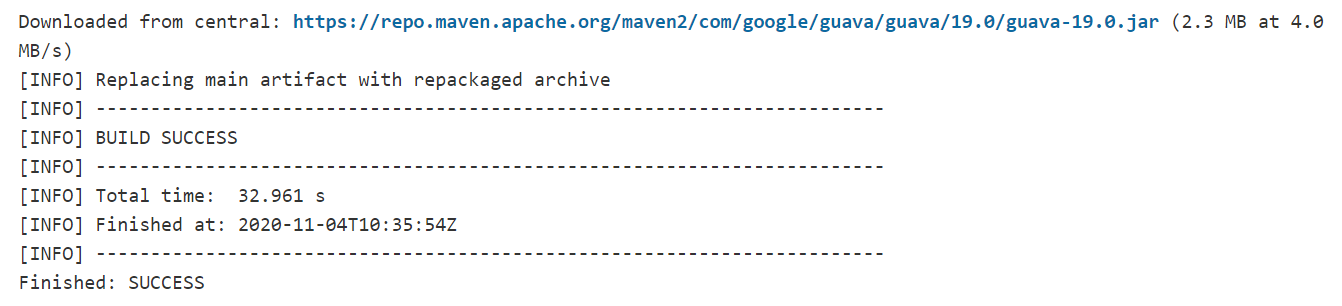 Downloaded from central: https://repo.maven.apache.org/maven2/com/google/guava/guava/19.0/guava-19.0.jar (2.3 MB at 4.0
MB/s)
[INFO] Replacing main artifact with repackaged archive
[INFO] ------------------------------------------------------------------------
[INFO] BUILD SUCCESS
[INFO] ------------------------------------------------------------------------
[INFO] Total time:  32.961 s
[INFO] Finished at: 2020-11-04T10:35:54Z
[INFO] ------------------------------------------------------------------------
Finished: SUCCESS